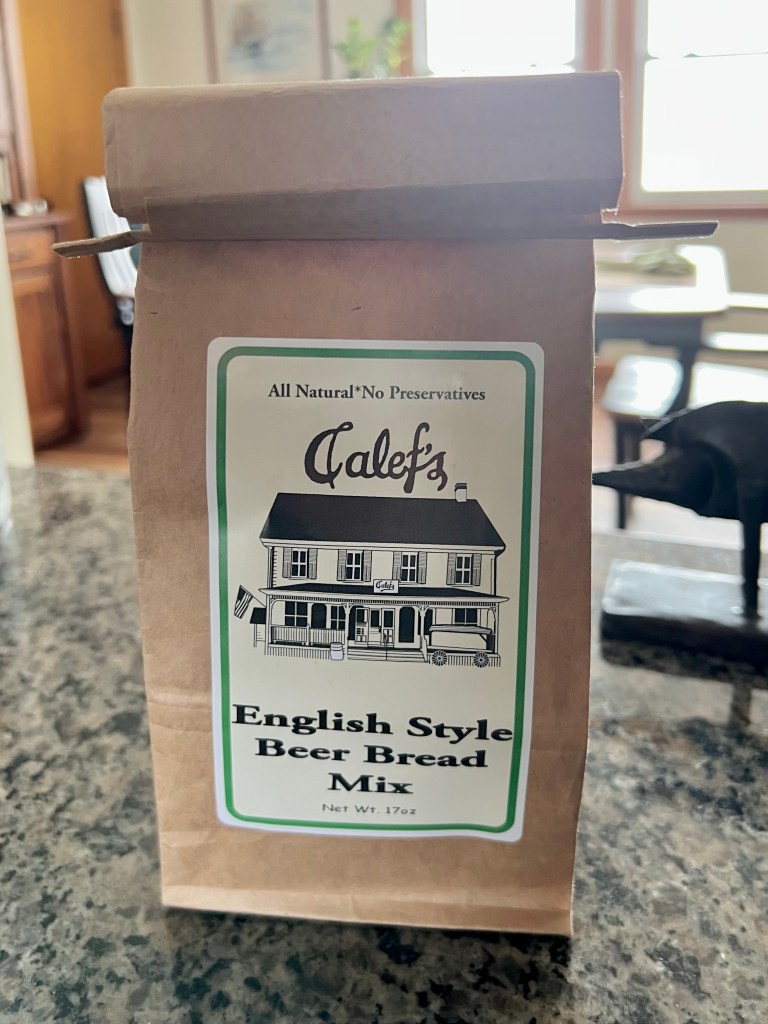 All Natural*No Preservatives
Calef's
Calef's
English Style
Beer Bread
Mix
Net Wt. 17oz